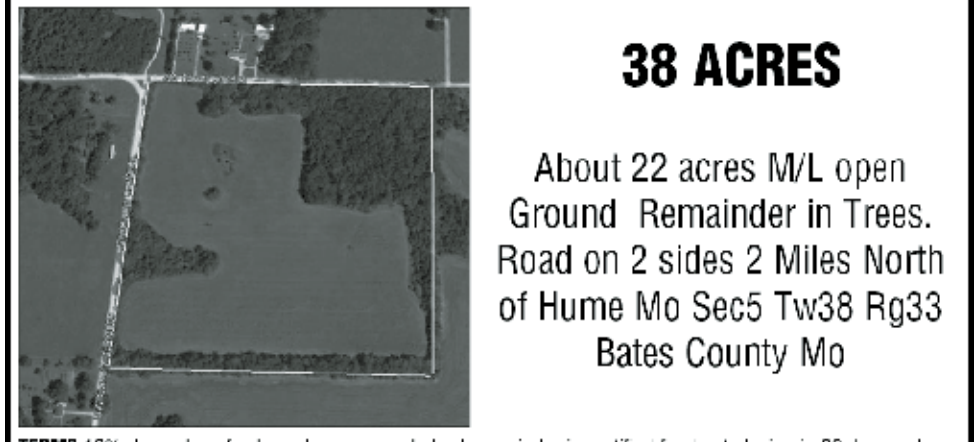 38 ACRES
About 22 acres M/L open
Ground Remainder in Trees.
Road on 2 sides 2 Miles North
of Hume Mo Sec5 Tw38 Rg33
Bates County Mo
TERMS